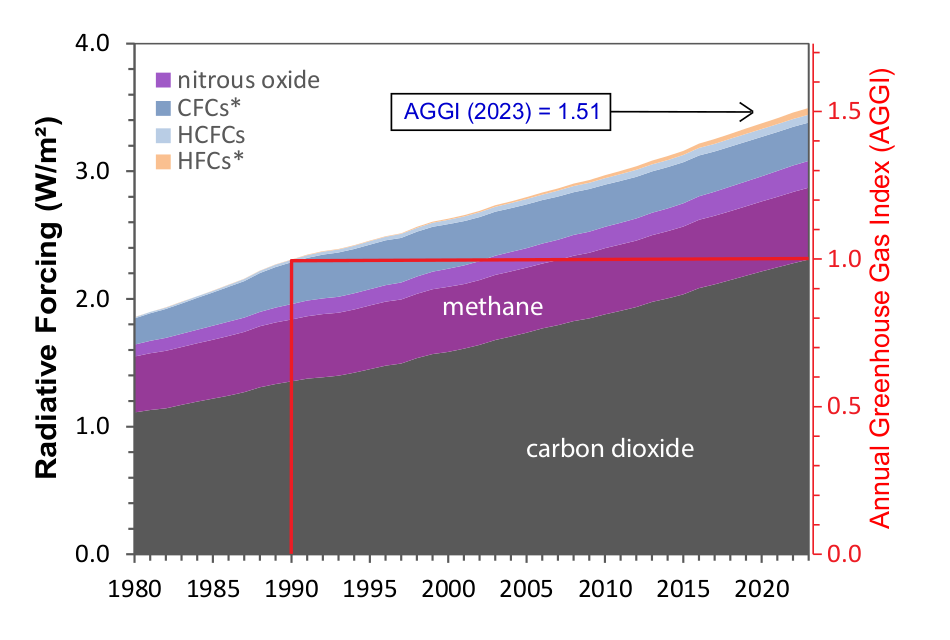 4.0
3.0
2.0
1.0
0.0
Radiative Forcing (W/m²)
nitrous oxide
CFCs*
HCFCs
HFCs*
AGGI (2023) = 1.51
methane
carbon dioxide
1.5
1.0
0.5
0.0
Annual Greenhouse Gas Index (AGGI)
1980 1985 1990 1995 2000 2005 2010 2015 2020